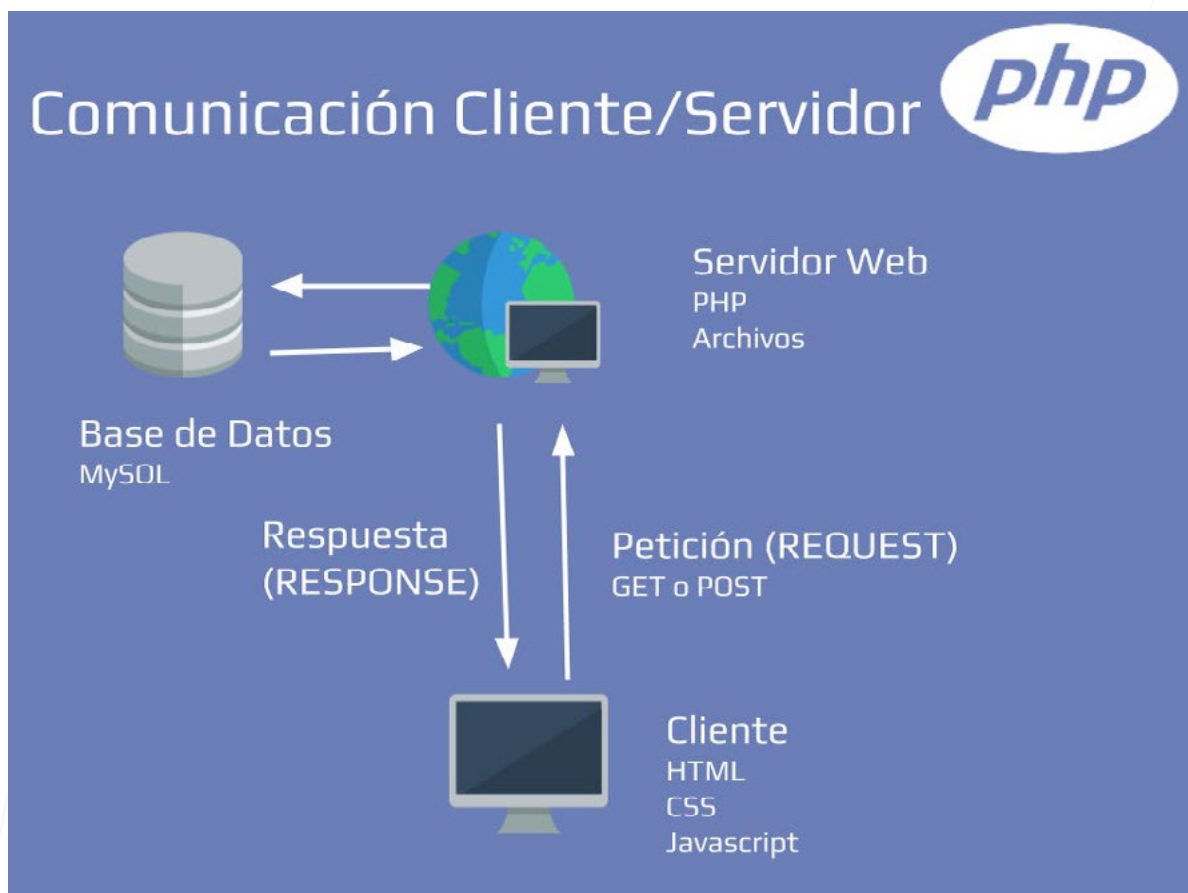 Comunicación Cliente/Servidor
php
Servidor Web
PHP
Archivos
Base de Datos
MySQL
Respuesta
(RESPONSE)
Petición (REQUEST)
GET o POST
Cliente
HTML
CSS
Javascript